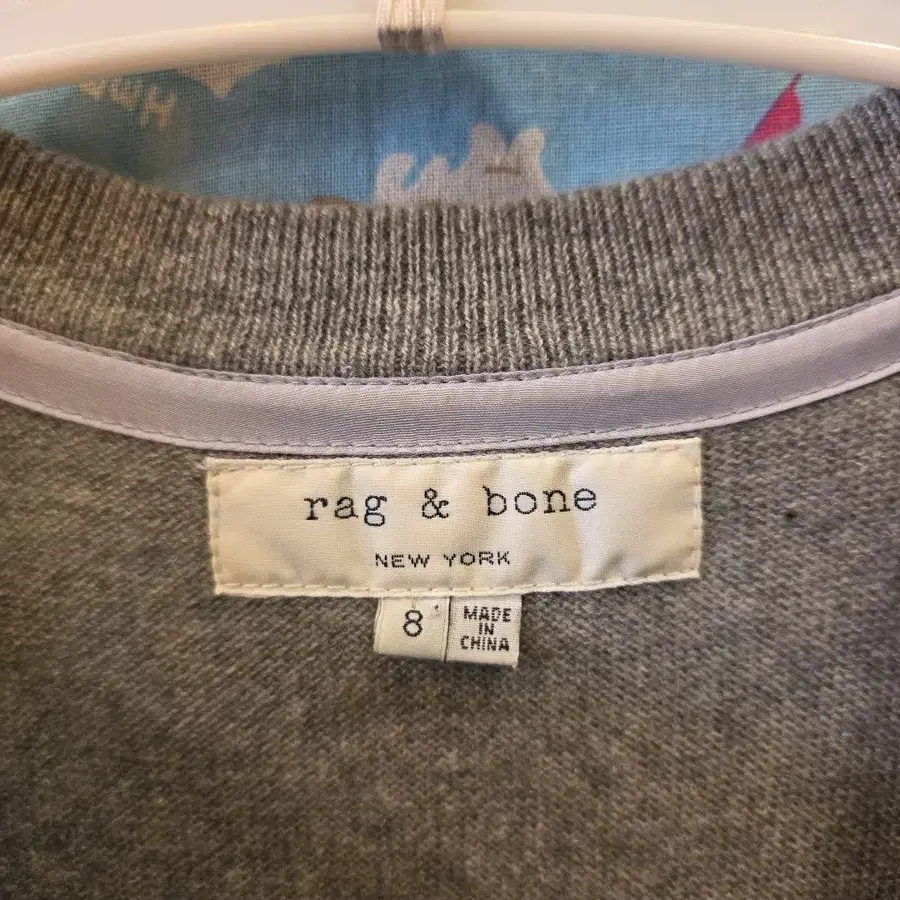 rag & bone
NEW YORK
8
MADE
IN
CHINA